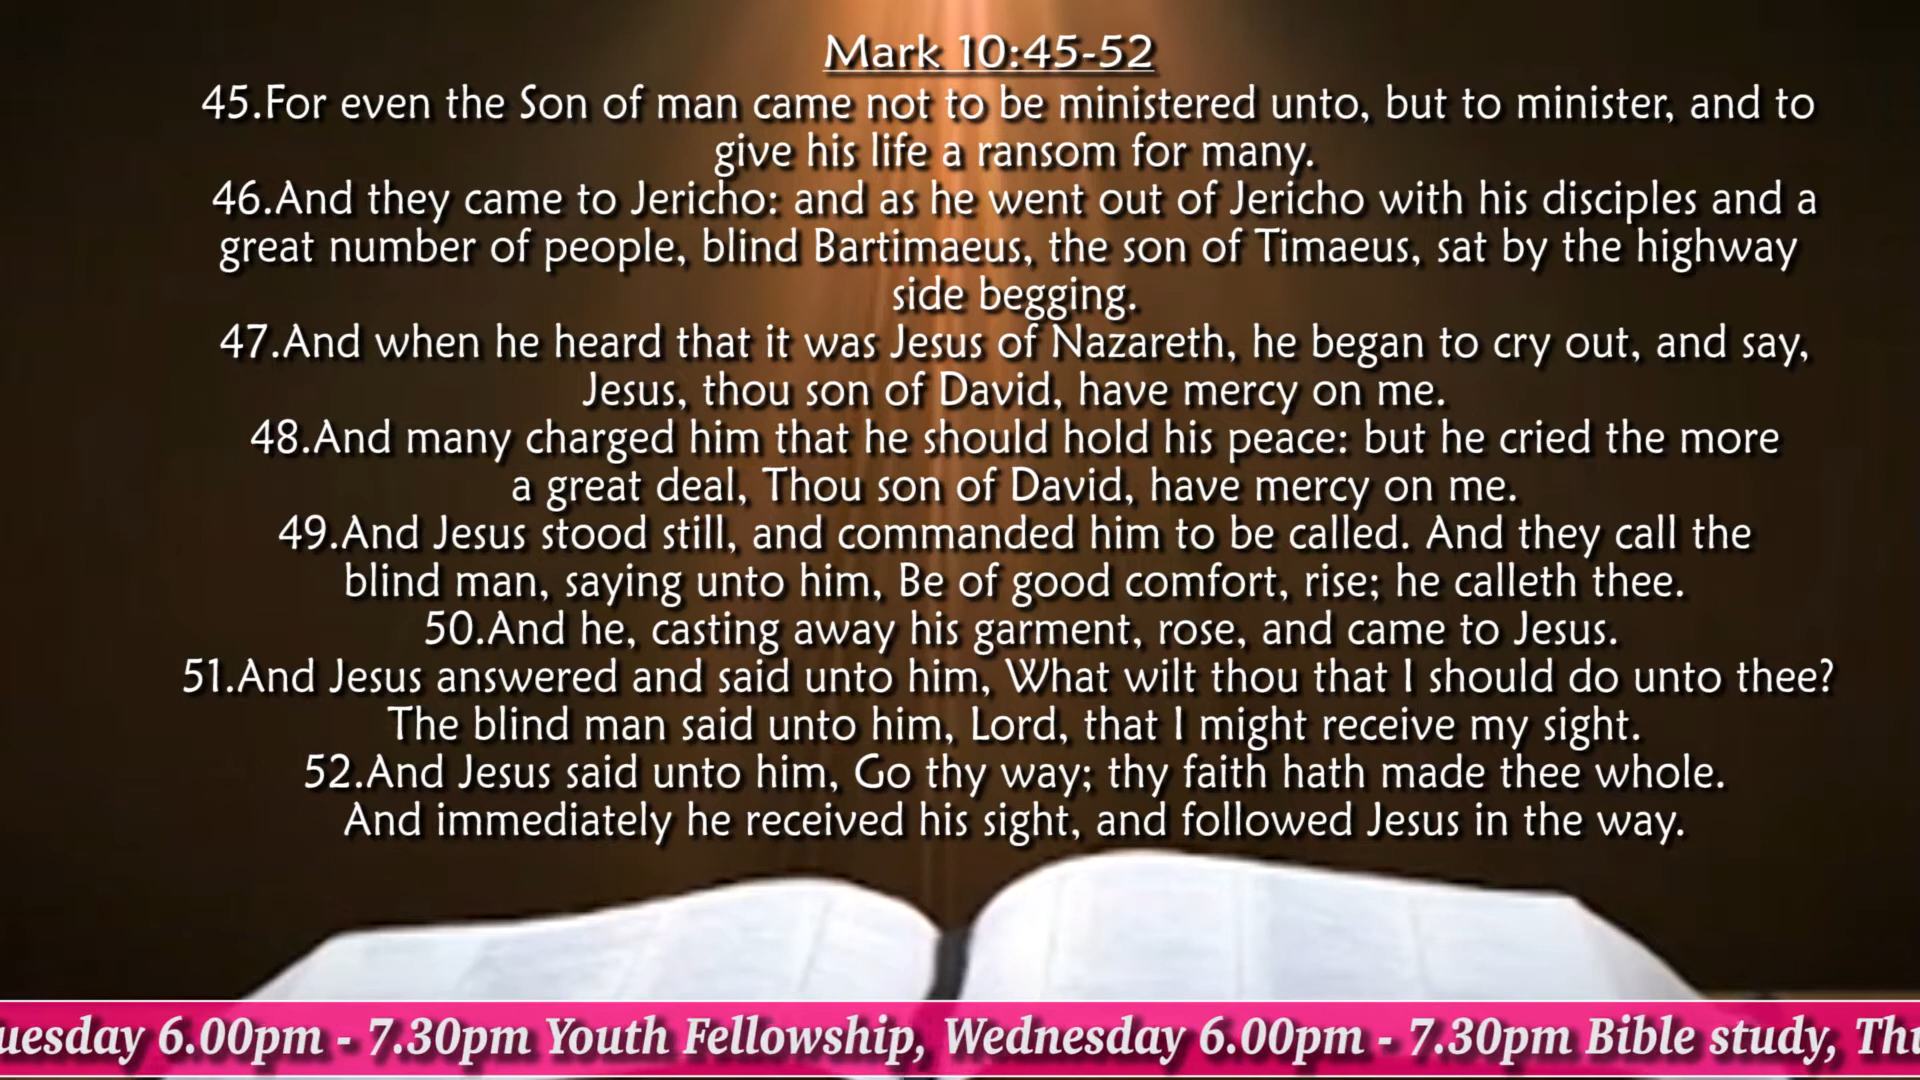 Mark 10:45-52
45.For even the Son of man came not to be ministered unto, but to minister, and to
give his life a ransom for many.
46.And they came to Jericho: and as he went out of Jericho with his disciples and a
great number of people, blind Bartimaeus, the son of Timaeus, sat by the highway
side begging.
47.And when he heard that it was Jesus of Nazareth, he began to cry out, and say,
Jesus, thou son of David, have mercy on me.
48.And many charged him that he should hold his peace: but he cried the more
a great deal, Thou son of David, have mercy on me.
49.And Jesus stood still, and commanded him to be called. And they call the
blind man, saying unto him, Be of good comfort, rise; he calleth thee.
50.And he, casting away his garment, rose, and came to Jesus.
51.And Jesus answered and said unto him, What wilt thou that I should do unto thee?
The blind man said unto him, Lord, that I might receive my sight.
52.And Jesus said unto him, Go thy way; thy faith hath made thee whole.
And immediately he received his sight, and followed Jesus in the way.
uesday 6.00pm - 7.30pm Youth Fellowship, Wednesday 6.00pm - 7.30pm Bible study,